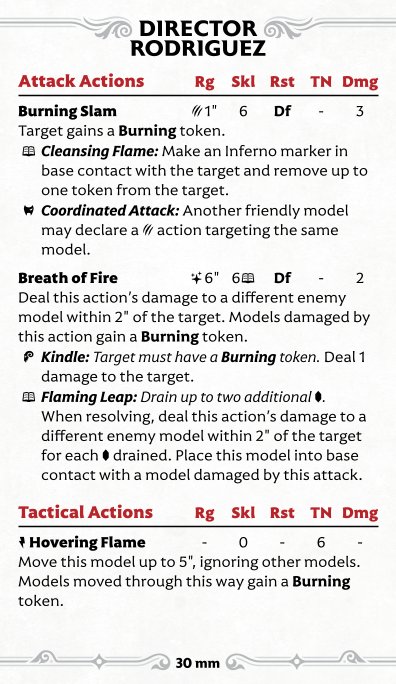 DIRECTOR
RODRIGUEZ
Attack Actions Rg Skl Rst TN Dmg
Burning Slam 1" 6 Df - 3
Target gains a Burning token.
Cleansing Flame: Make an Inferno marker in
base contact with the target and remove up to
one token from the target.
Coordinated Attack: Another friendly model
may declare a action targeting the same
model.
Breath of Fire 6" 6 Df - 2
Deal this action's damage to a different enemy
model within 2" of the target. Models damaged by
this action gain a Burning token.
Kindle: Target must have a Burning token. Deal 1
damage to the target.
Flaming Leap: Drain up to two additional .
When resolving, deal this action's damage to a
different enemy model within 2" of the target
for each drained. Place this model into base
contact with a model damaged by this attack.
Tactical Actions Rg Skl Rst TN Dmg
Hovering Flame - 0 - 6 -
Move this model up to 5", ignoring other models.
Models moved through this way gain a Burning
token.
30 mm